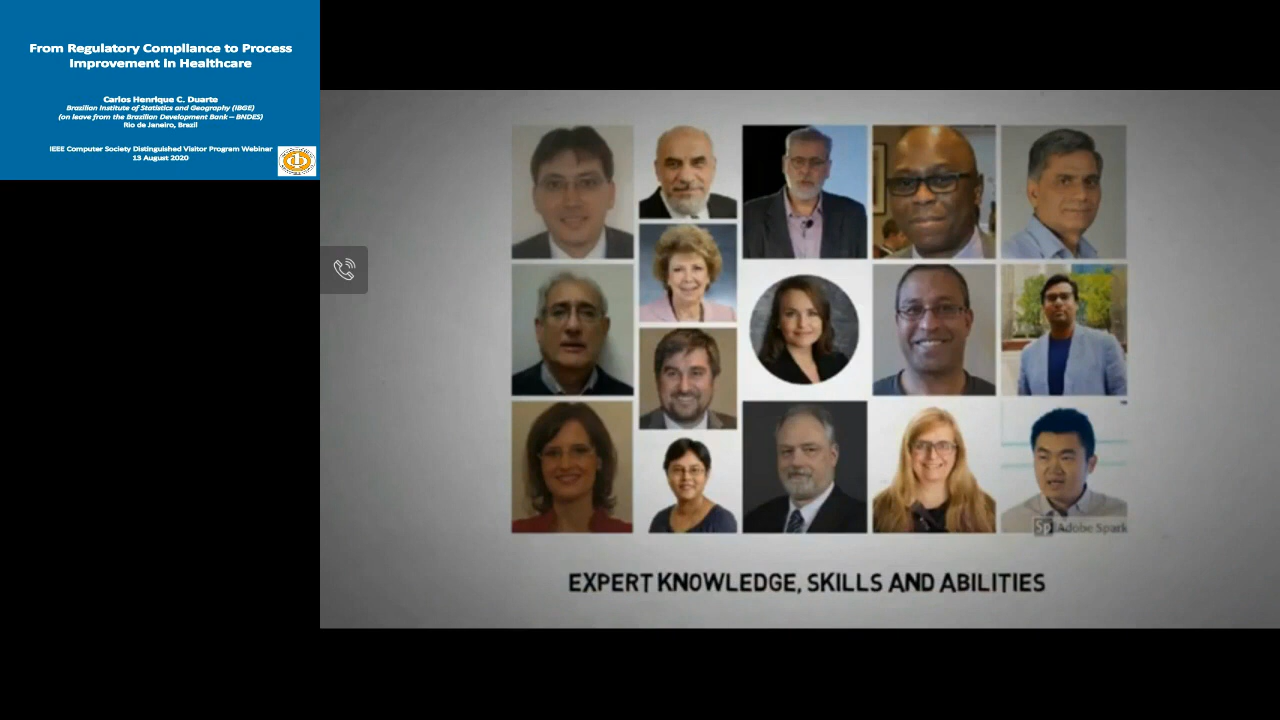 From Regulatory Compliance to Process
Improvement in Healthcare
Carlos Henrique C. Duarte
Brazilian Institute of Statistics and Geography (IBGE)
(on leave from the Brazilian Development Bank – BNDES)
Rio de Janeiro, Brazil
IEEE Computer Society Distinguished Visitor Program Webinar
13 August 2020
Sp Adobe Spark
EXPERT KNOWLEDGE, SKILLS AND ABILITIES